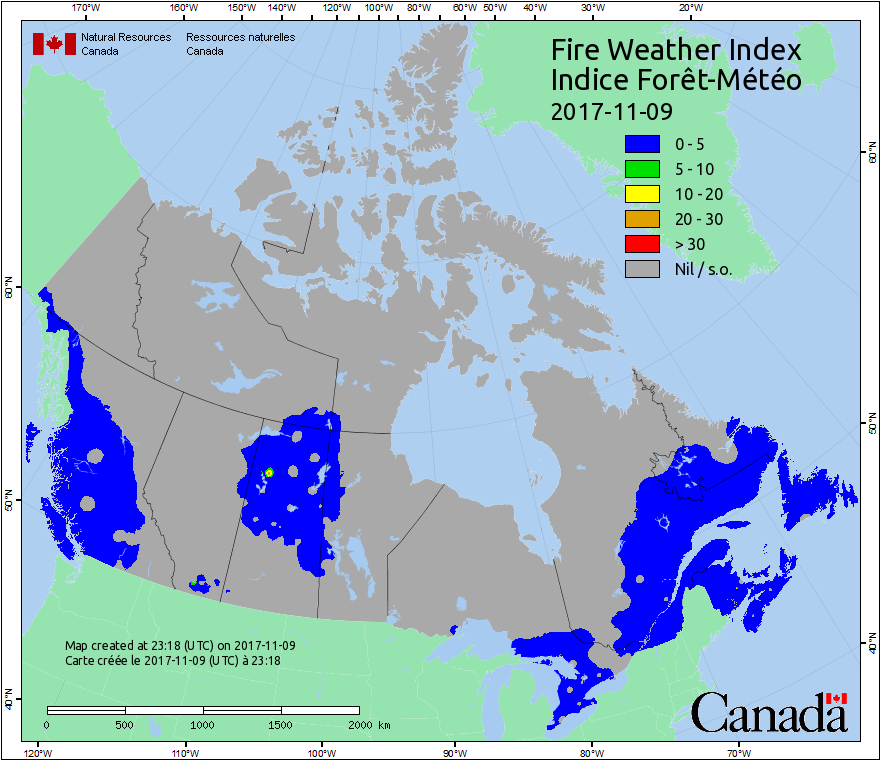 170°W 160°W 150°W 140°W 130°W 120°W 110°W 100°W 90°W 80°W 70°W 60°W 50°W 40°W 30°W 20°W
Natural Resources Ressources naturelles
Canada Canada
Fire Weather Index
Indice Forêt-Météo
2017-11-09
0 - 5
5 - 10
10 - 20
20 - 30
> 30
Nil / s.o.
60°N
60°N
50°N
50°N
40°N
40°N
Map created at 23:18 (UTC) on 2017-11-09
Carte créée le 2017-11-09 (UTC) à 23:18
0 500 1000 1500 2000 km
Canada
120°W 110°W 100°W 90°W 80°W 70°W